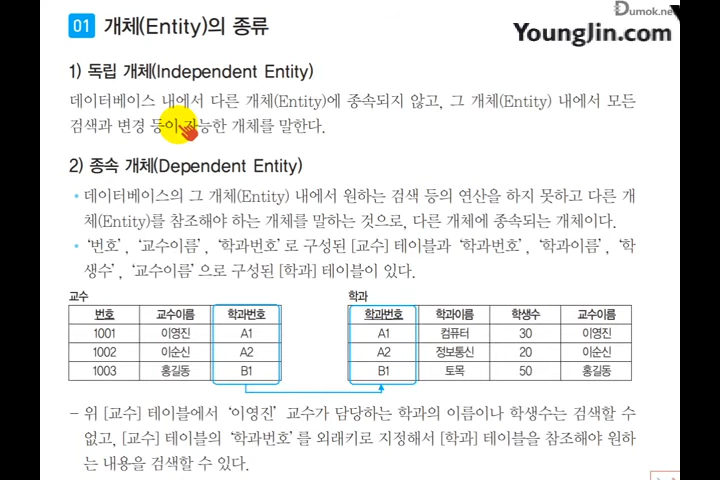 Dumok.ne
YoungJin.com
01 개체(Entity)의 종류
1) 독립 개체(Independent Entity)
데이터베이스 내에서 다른 개체(Entity)에 종속되지 않고, 그 개체(Entity) 내에서 모든
검색과 변경 등이 가능한 개체를 말한다.
2) 종속 개체(Dependent Entity)
• 데이터베이스의 그 개체(Entity) 내에서 원하는 검색 등의 연산을 하지 못하고 다른 개
체(Entity)를 참조해야 하는 개체를 말하는 것으로, 다른 개체에 종속되는 개체이다.
• ‘번호’, ‘교수이름’, ‘학과번호’로 구성된 [교수] 테이블과 ‘학과번호’, ‘학과이름’, ‘학
생수’, ‘교수이름’으로 구성된 [학과] 테이블이 있다.
교수
번호 교수이름 학과번호
1001 이영진 A1
1002 이순신 A2
1003 홍길동 B1
학과
학과번호 학과이름 학생수 교수이름
A1 컴퓨터 30 이영진
A2 정보통신 20 이순신
B1 토목 50 홍길동
- 위 [교수] 테이블에서 ‘이영진’ 교수가 담당하는 학과의 이름이나 학생수는 검색할 수
없고, [교수] 테이블의 ‘학과번호’를 외래키로 지정해서 [학과] 테이블을 참조해야 원하
는 내용을 검색할 수 있다.